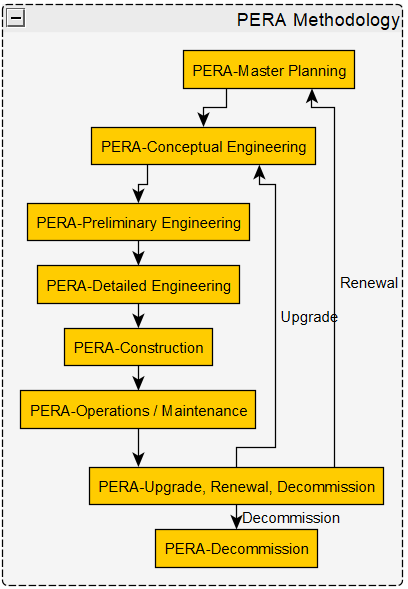 PERA Methodology
PERA-Master Planning
PERA-Conceptual Engineering
PERA-Preliminary Engineering
PERA-Detailed Engineering
Renewal
Upgrade
PERA-Construction
PERA-Operations / Maintenance
PERA-Upgrade, Renewal, Decommission
Decommission
PERA-Decommission